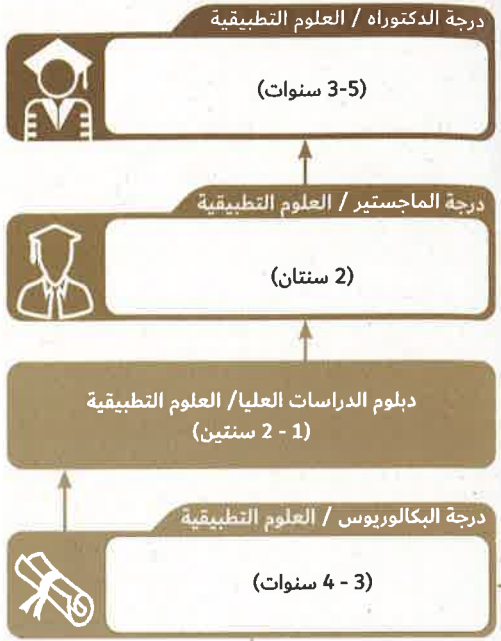 درجة الدكتوراه / العلوم التطبيقية
(3-5 سنوات)
درجة الماجستير / العلوم التطبيقية
(2 سنتان)
دبلوم الدراسات العليا/ العلوم التطبيقية
(1 - 2 سنتين)
درجة البكالوريوس / العلوم التطبيقية
(3 - 4 سنوات)